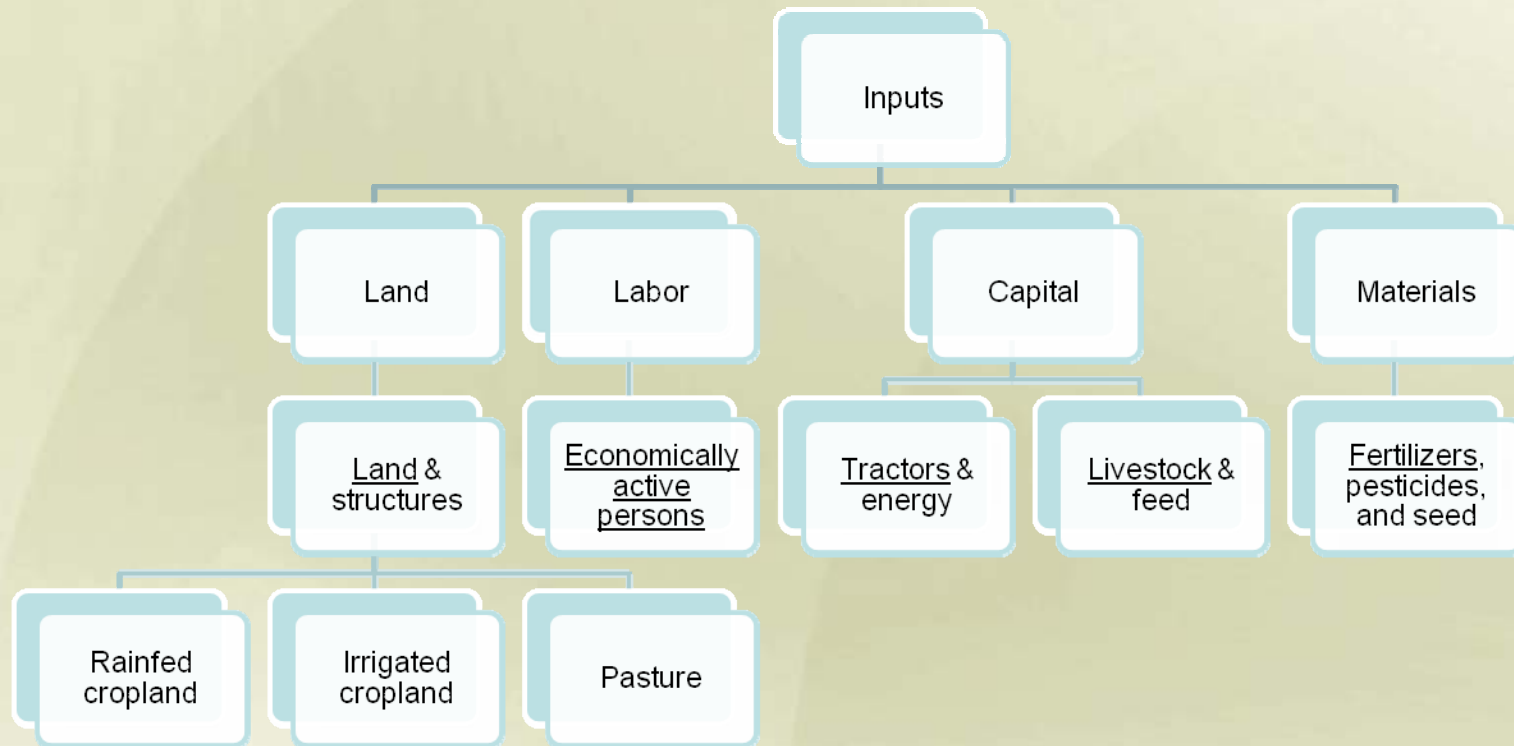 Inputs
Land
Labor
Capital
Materials
Land &
structures
Economically
active
persons
Tractors &
energy
Livestock &
feed
Fertilizers,
pesticides,
and seed
Rainfed
cropland
Irrigated
cropland
Pasture